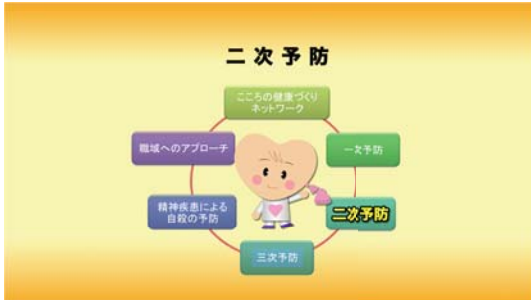 二次予防
こころの健康づくり
ネットワーク
一次予防
二次予防
三次予防
精神疾患による
自殺の予防
職域へのアプローチ